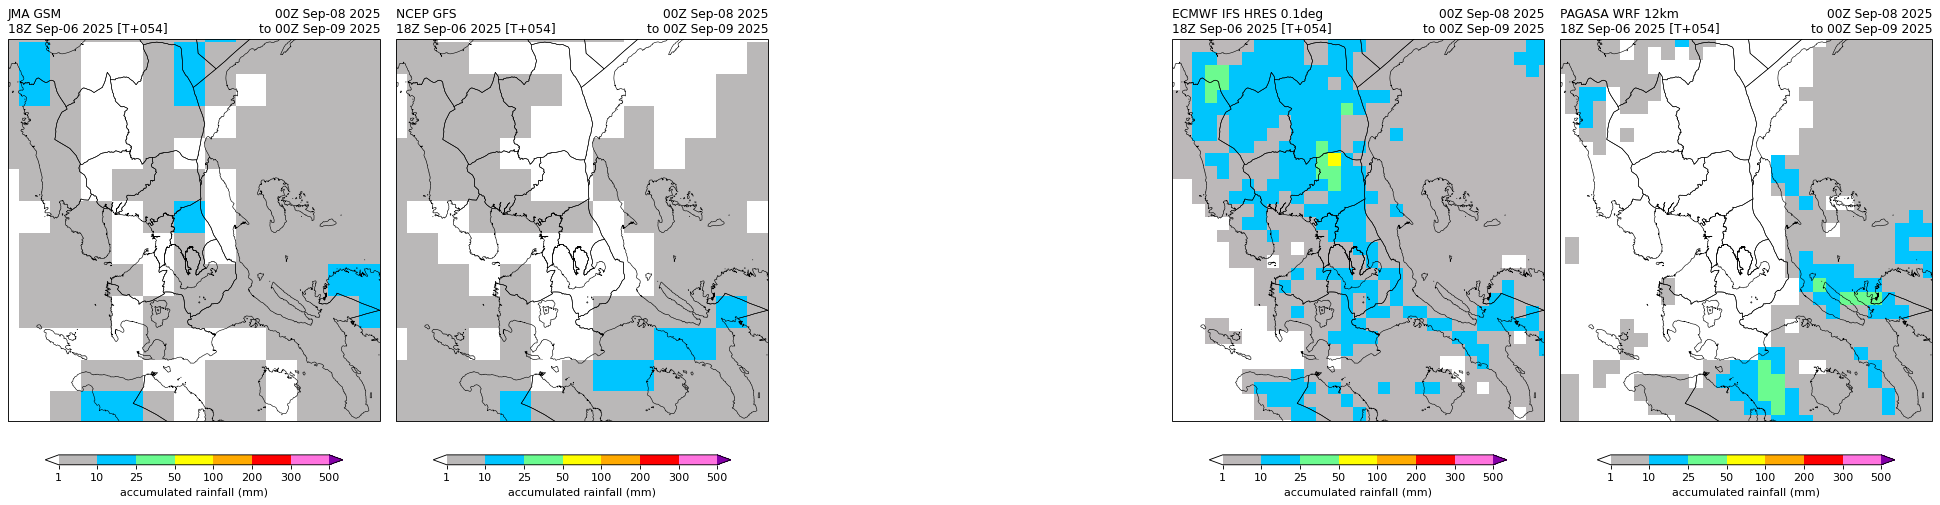 JMA GSM 00Z Sep-08 2025
18Z Sep-06 2025 [T+054] to 00Z Sep-09 2025
1 10 25 50 100 200 300 500
accumulated rainfall (mm)
NCEP GFS 00Z Sep-08 2025
18Z Sep-06 2025 [T+054] to 00Z Sep-09 2025
1 10 25 50 100 200 300 500
accumulated rainfall (mm)
ECMWF IFS HRES 0.1deg 00Z Sep-08 2025
18Z Sep-06 2025 [T+054] to 00Z Sep-09 2025
1 10 25 50 100 200 300 500
accumulated rainfall (mm)
PAGASA WRF 12km 00Z Sep-08 2025
18Z Sep-06 2025 [T+054] to 00Z Sep-09 2025
1 10 25 50 100 200 300 500
accumulated rainfall (mm)